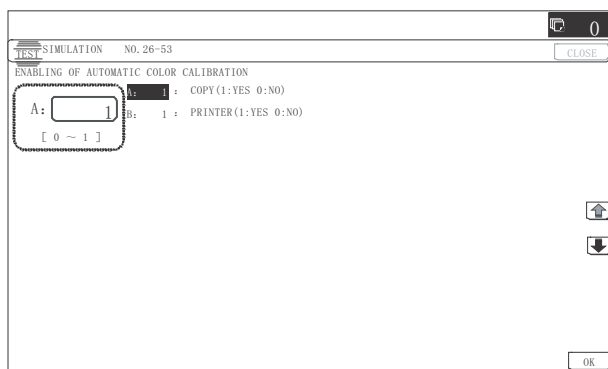 0
TEST SIMULATION NO.26-53
CLOSE
ENABLING OF AUTOMATIC COLOR CALIBRATION
A: 1 : COPY(1:YES 0:NO)
A: 1
B: 1 : PRINTER(1:YES 0:NO)
[ 0 ~ 1 ]
OK